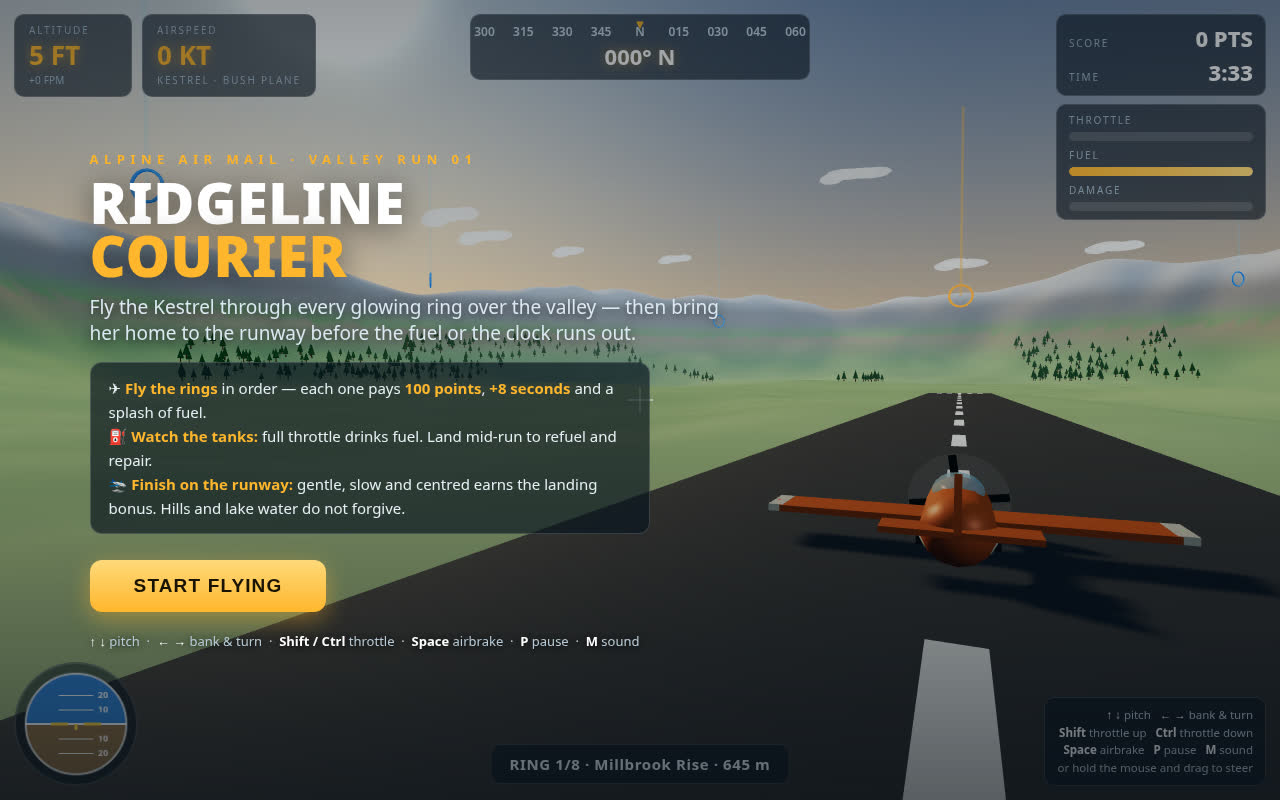 ALTITUDE
5 FT
+0 FPM
AIRSPEED
0 KT
KESTREL · BUSH PLANE
300 315 330 345 N 015 030 045 060
000° N
SCORE 0 PTS
TIME 3:33
THROTTLE
FUEL
DAMAGE
ALPINE AIR MAIL · VALLEY RUN 01
RIDGELINE
COURIER
Fly the Kestrel through every glowing ring over the valley — then bring
her home to the runway before the fuel or the clock runs out.
✈ Fly the rings in order — each one pays 100 points, +8 seconds and a
splash of fuel.
⛽ Watch the tanks: full throttle drinks fuel. Land mid-run to refuel and
repair.
🛬 Finish on the runway: gentle, slow and centred earns the landing
bonus. Hills and lake water do not forgive.
START FLYING
↑ ↓ pitch · ← → bank & turn · Shift / Ctrl throttle · Space airbrake · P pause · M sound
20
10
10
20
RING 1/8 · Millbrook Rise · 645 m
↑ ↓ pitch ← → bank & turn
Shift throttle up Ctrl throttle down
Space airbrake P pause M sound
or hold the mouse and drag to steer